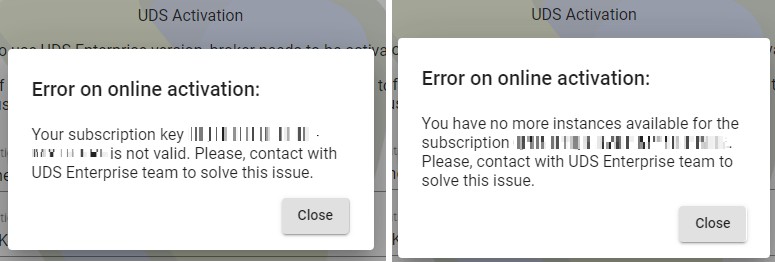 UDS Activation
Error on online activation:
Your subscription key
is not valid. Please, contact with
UDS Enterprise team to solve this issue.
Close
UDS Activation
Error on online activation:
You have no more instances available for the
subscription
Please, contact with UDS Enterprise team to
solve this issue.
Close